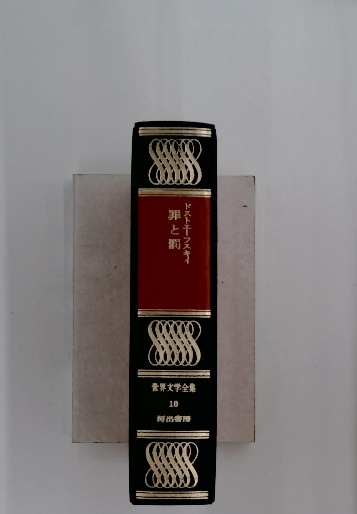 ドストエーフスキイ
罪と罰
世界文学全集
10
河出書房